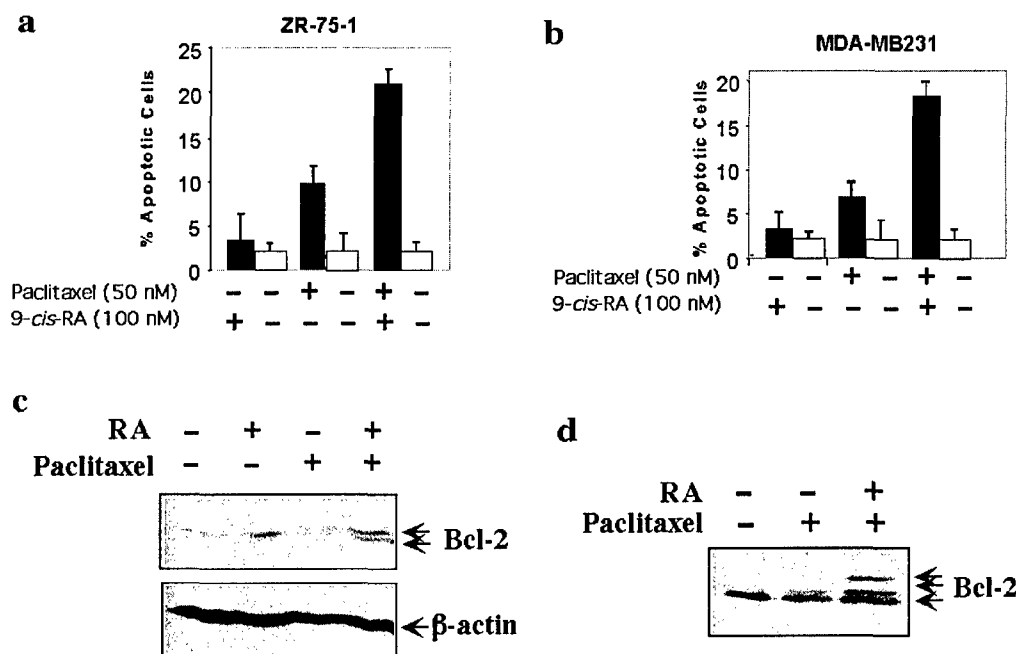 a
ZR-75-1
% Apoptotic Cells
25
20
15
10
5
0
Paclitaxel (50 nM) − − + − + −
9-cis-RA (100 nM) + − − − + −
b
MDA-MB231
% Apoptotic Cells
20
15
10
5
0
Paclitaxel (50 nM) − − + − + −
9-cis-RA (100 nM) + − − − + −
c
RA − + − +
Paclitaxel − − + +
Bcl-2
β-actin
d
RA − − +
Paclitaxel − + +
Bcl-2